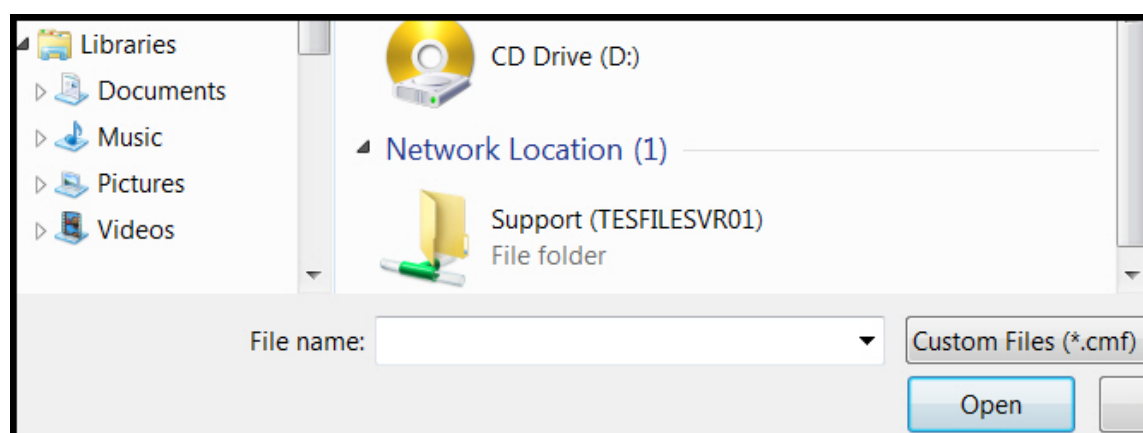 Libraries
Documents
Music
Pictures
Videos
CD Drive (D:)
Network Location (1)
Support (TESFILESVR01)
File folder
File name:
Custom Files (*.cmf)
Open